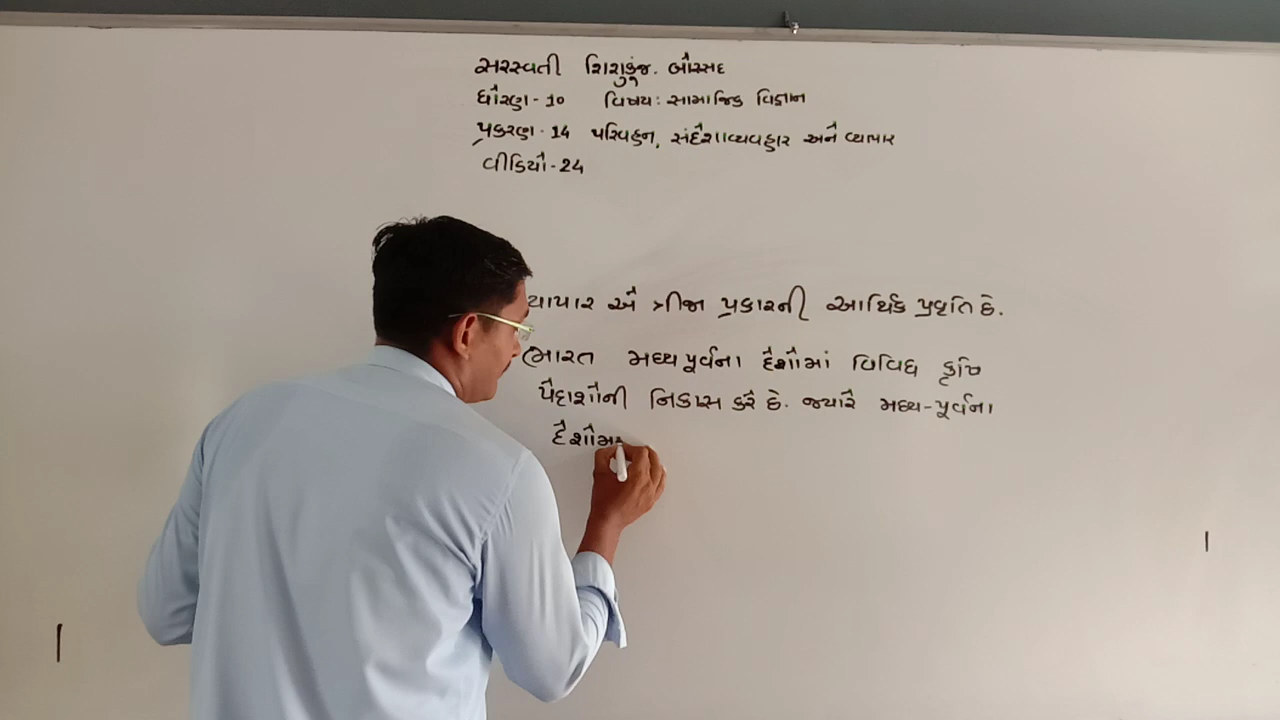 સરસ્વતી શિશુકુંજ. બોરસદ
ધોરણ - 10 વિષય : સામાજિક વિજ્ઞાન
પ્રકરણ - 14 પરિવહન, સંદેશાવ્યવહાર અને વ્યાપાર
વીડિયો - 24
વ્યાપાર એ ત્રીજા પ્રકારની આર્થિક પ્રવૃતિ છે.
ભારત મધ્ય પૂર્વના દેશોમાં વિવિધ કૃષિ
પેદાશોની નિકાસ કરે છે. જ્યારે મધ્ય-પૂર્વના
દેશોમ